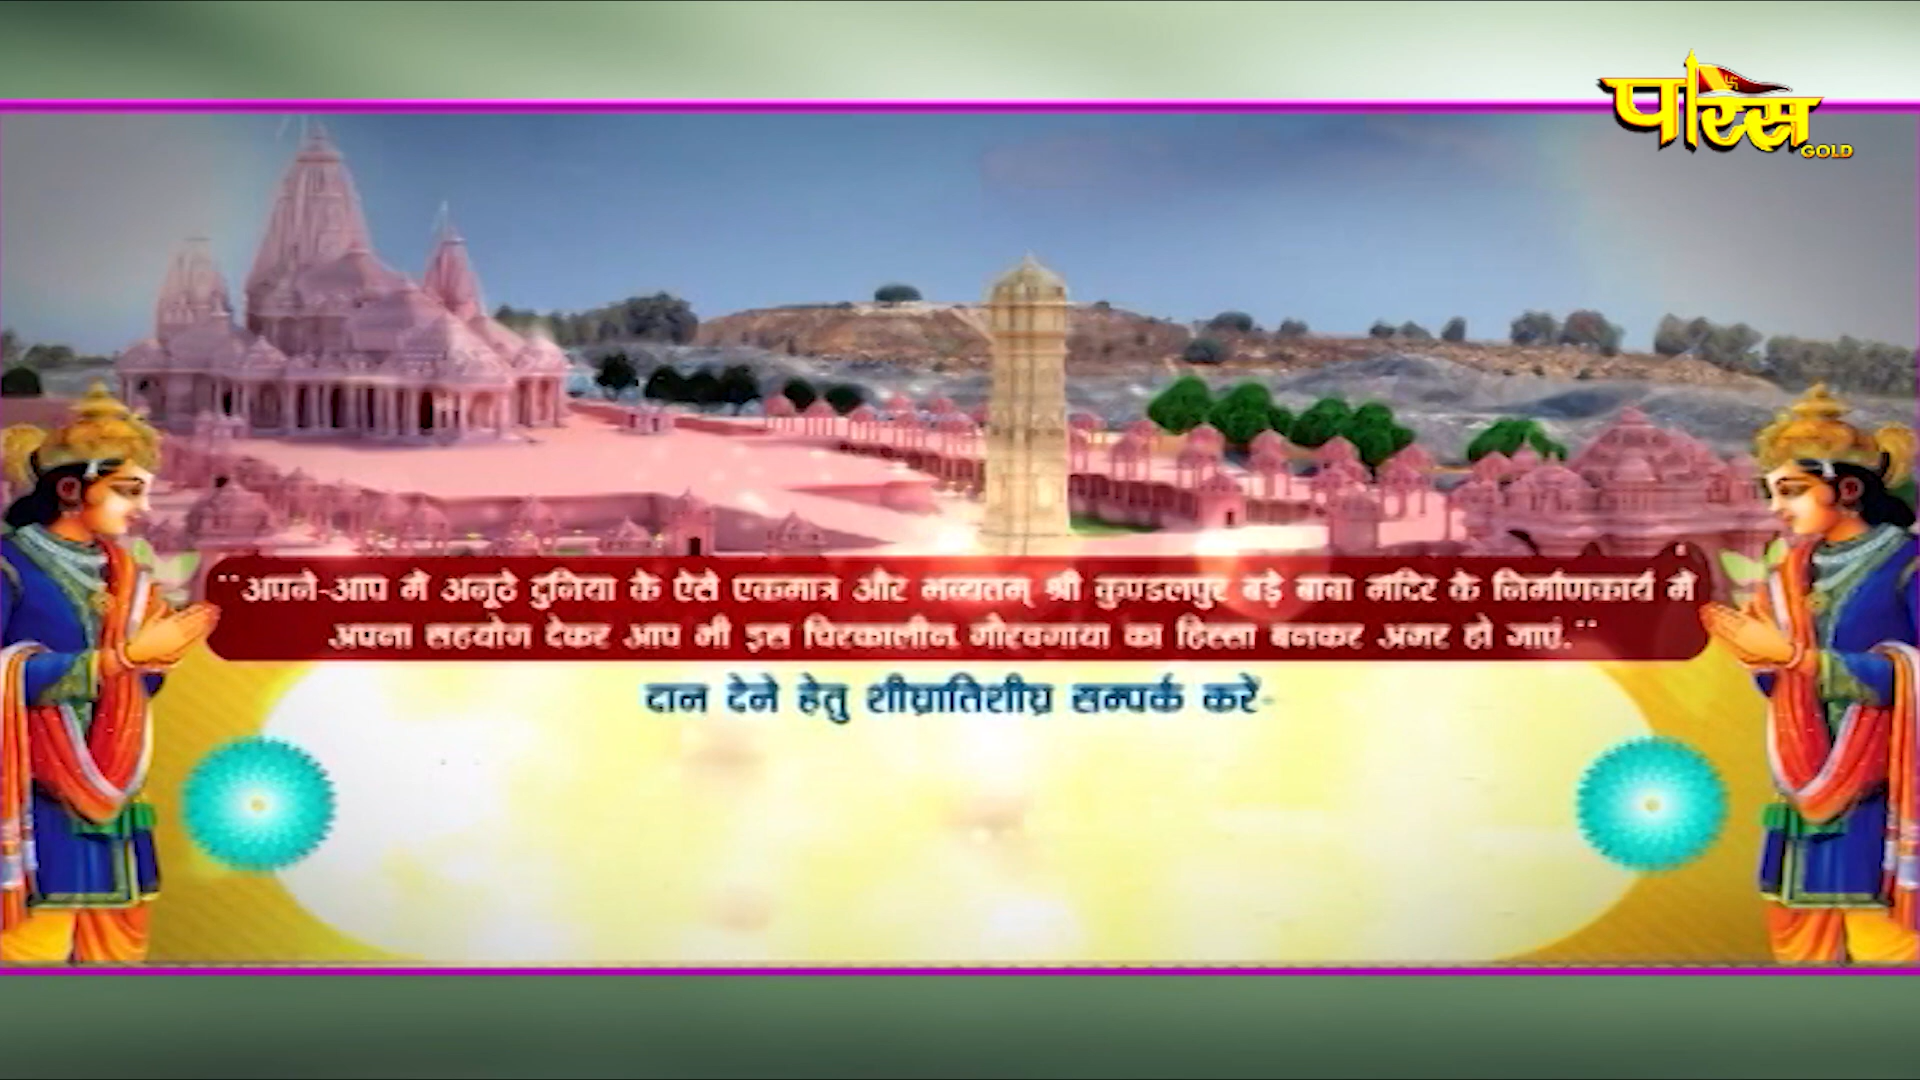 पारस
GOLD
"अपने-आप में अनूठे दुनिया के ऐसे एकमात्र और भव्यतम् श्री कुण्डलपुर बड़े बाबा मंदिर के निर्माणकार्य में
अपना सहयोग देकर आप भी इस चिरकालीन गौरवगाथा का हिस्सा बनकर अमर हो जाएं."
दान देने हेतु शीघ्रातिशीघ्र सम्पर्क करें-